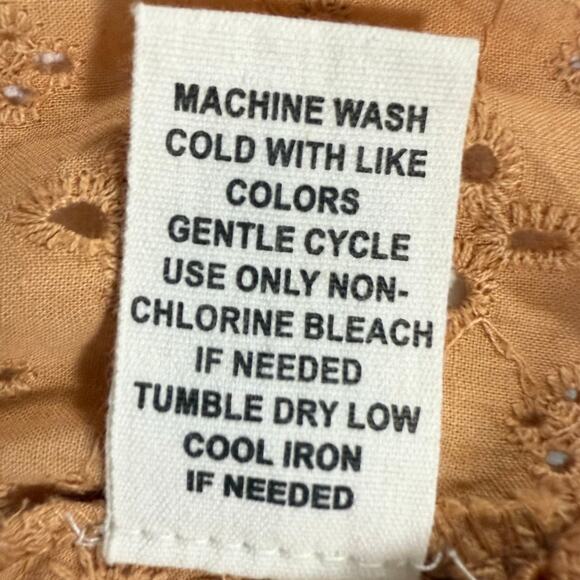 MACHINE WASH
COLD WITH LIKE
COLORS
GENTLE CYCLE
USE ONLY NON-
CHLORINE BLEACH
IF NEEDED
TUMBLE DRY LOW
COOL IRON
IF NEEDED